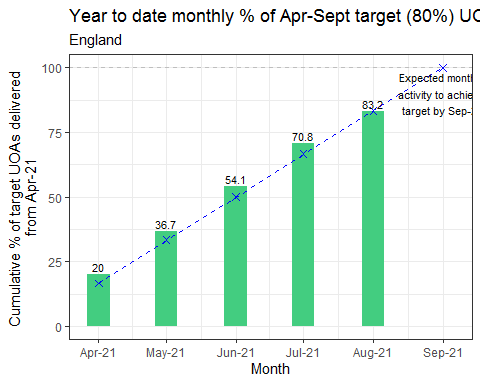 Year to date monthly % of Apr-Sept target (80%) UO
England
Cumulative % of target UOAs delivered
from Apr-21
100
75
50
25
0
20
36.7
54.1
70.8
83.2
Expected mont
activity to achie
target by Sep-
Apr-21
May-21
Jun-21
Jul-21
Aug-21
Sep-21
Month